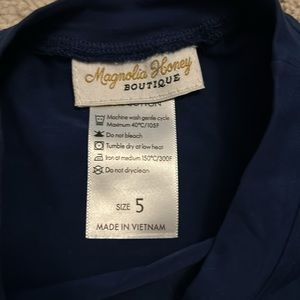 Magnolia Honey
BOUTIQUE
Machine wash gentle cycle
Maximum 40°C/105F
Do not bleach
Tumble dry at low heat
Iron at medium 150°C/300F
Do not dryclean
SIZE 5
MADE IN VIETNAM